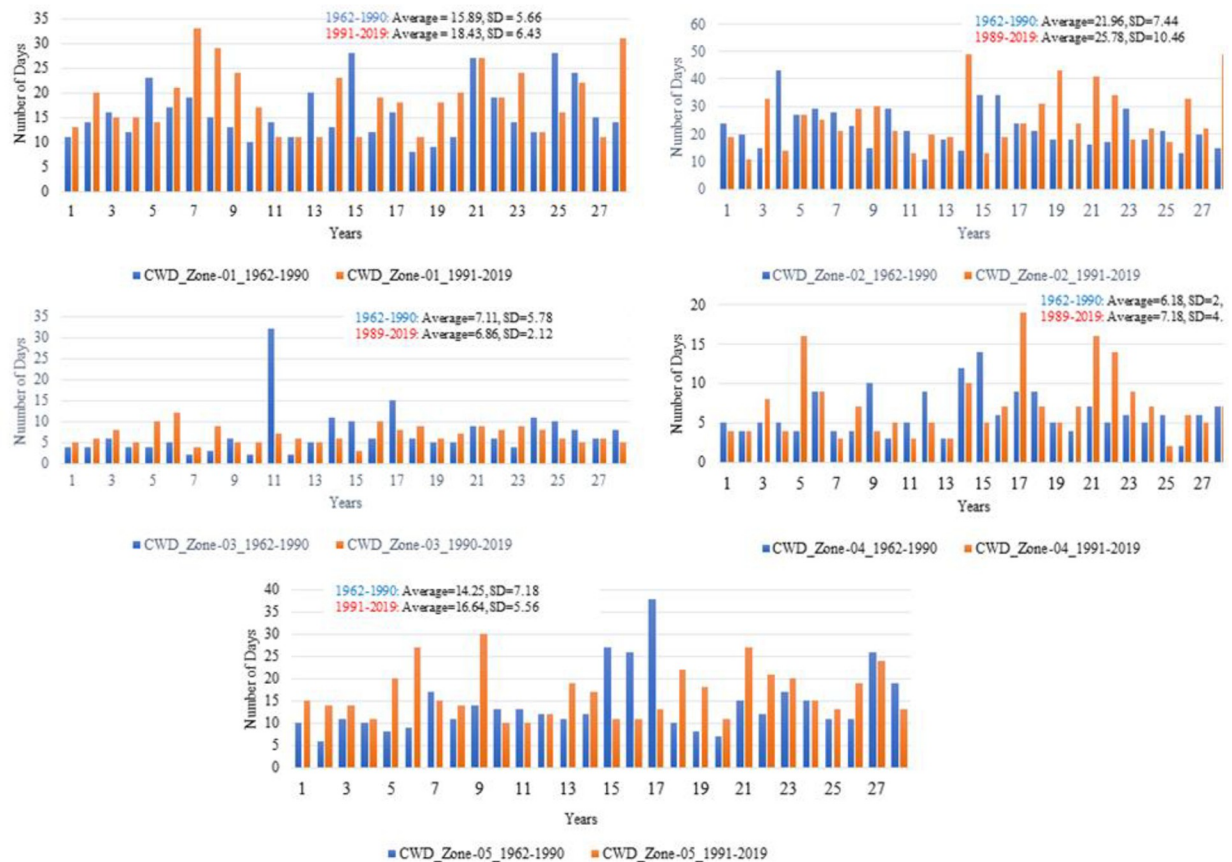 1962-1990: Average = 15.89, SD = 5.66
1991-2019: Average = 18.43, SD = 6.43
Number of Days
35
30
25
20
15
10
5
0
1 3 5 7 9 11 13 15 17 19 21 23 25 27
Years
CWD_Zone-01_1962-1990 CWD_Zone-01_1991-2019
1962-1990: Average=21.96,SD=7.44
1989-2019: Average=25.78,SD=10.46
Number of Days
60
50
40
30
20
10
0
1 3 5 7 9 11 13 15 17 19 21 23 25 27
Years
CWD_Zone-02_1962-1990 CWD_Zone-02_1991-2019
1962-1990: Average=7.11,SD=5.78
1989-2019: Average=6.86,SD=2.12
Nuumber of Days
35
30
25
20
15
10
5
0
1 3 5 7 9 11 13 15 17 19 21 23 25 27
Years
CWD_Zone-03_1962-1990 CWD_Zone-03_1990-2019
1962-1990: Average=6.18,SD=2,
1989-2019: Average=7.18,SD=4.
Number of Days
20
15
10
5
0
1 3 5 7 9 11 13 15 17 19 21 23 25 27
Years
CWD_Zone-04_1962-1990 CWD_Zone-04_1991-2019
1962-1990: Average=14.25,SD=7.18
1991-2019: Average=16.64,SD=5.56
Number of Days
40
35
30
25
20
15
10
5
0
1 3 5 7 9 11 13 15 17 19 21 23 25 27
Years
CWD_Zone-05_1962-1990 CWD_Zone-05_1991-2019